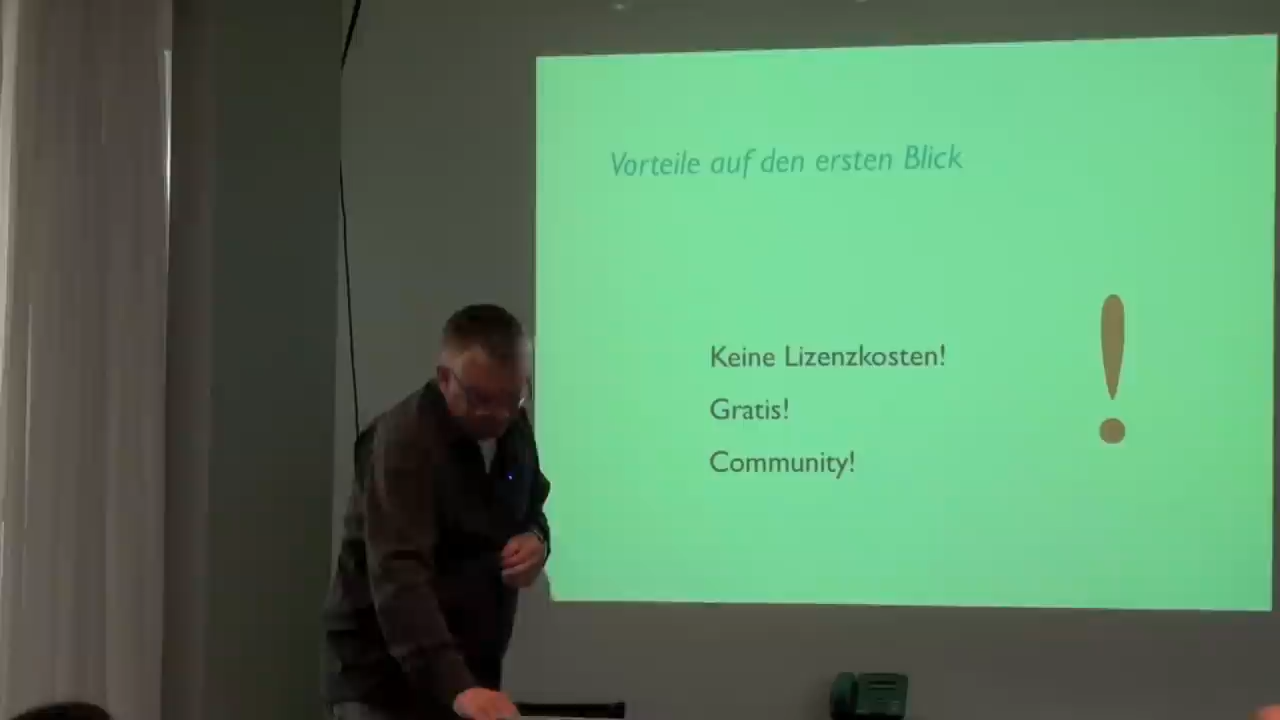 Vorteile auf den ersten Blick
Keine Lizenzkosten!
Gratis!
Community!
!